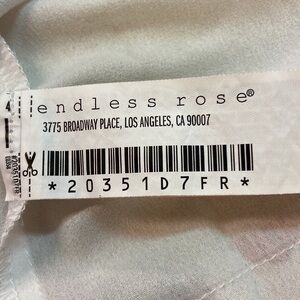 endless rose®
3775 BROADWAY PLACE, LOS ANGELES, CA 90007
*20351D7FR*